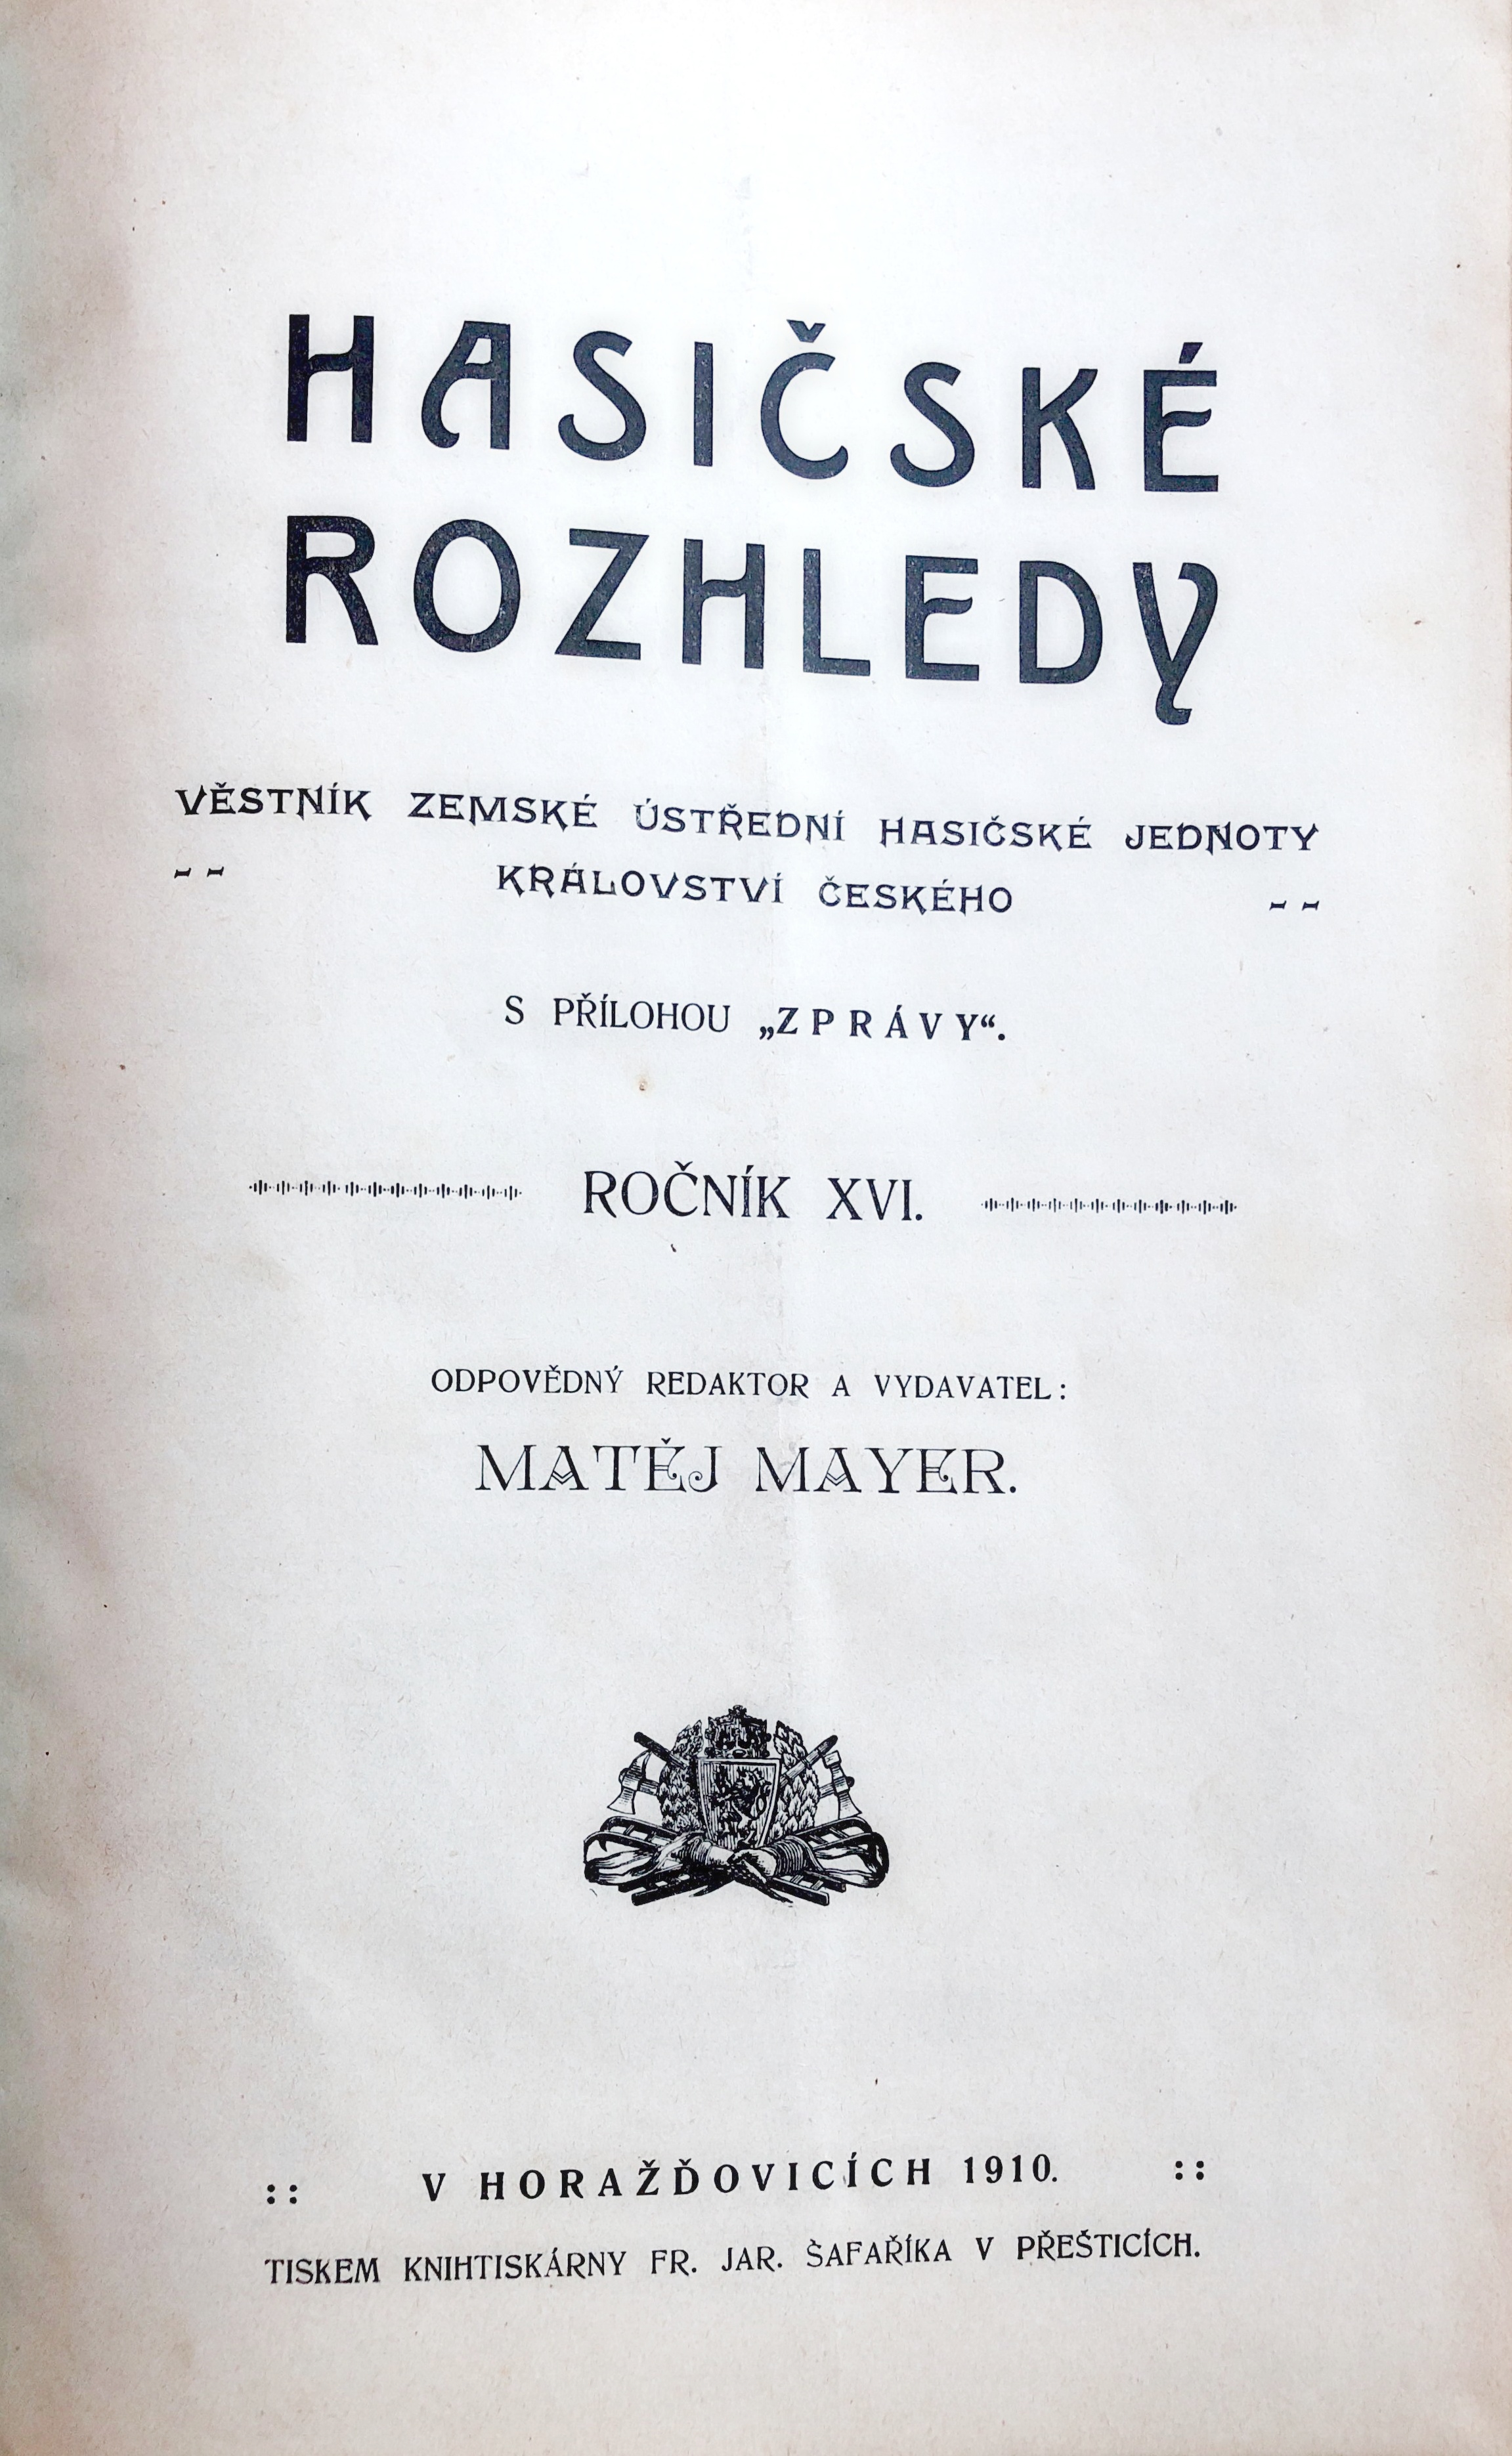 HASIČSKÉ
ROZHLEDY
VĚSTNÍK ZEMSKÉ ÚSTŘEDNÍ HASIČSKÉ JEDNOTY
KRÁLOVSTVÍ ČESKÉHO
S PŘÍLOHOU „ZPRÁVY“.
ROČNÍK XVI.
ODPOVĚDNÝ REDAKTOR A VYDAVATEL:
MATĚJ MAYER.
:: V HORAŽĎOVICÍCH 1910. ::
TISKEM KNIHTISKÁRNY FR. JAR. ŠAFAŘÍKA V PŘEŠTICÍCH.